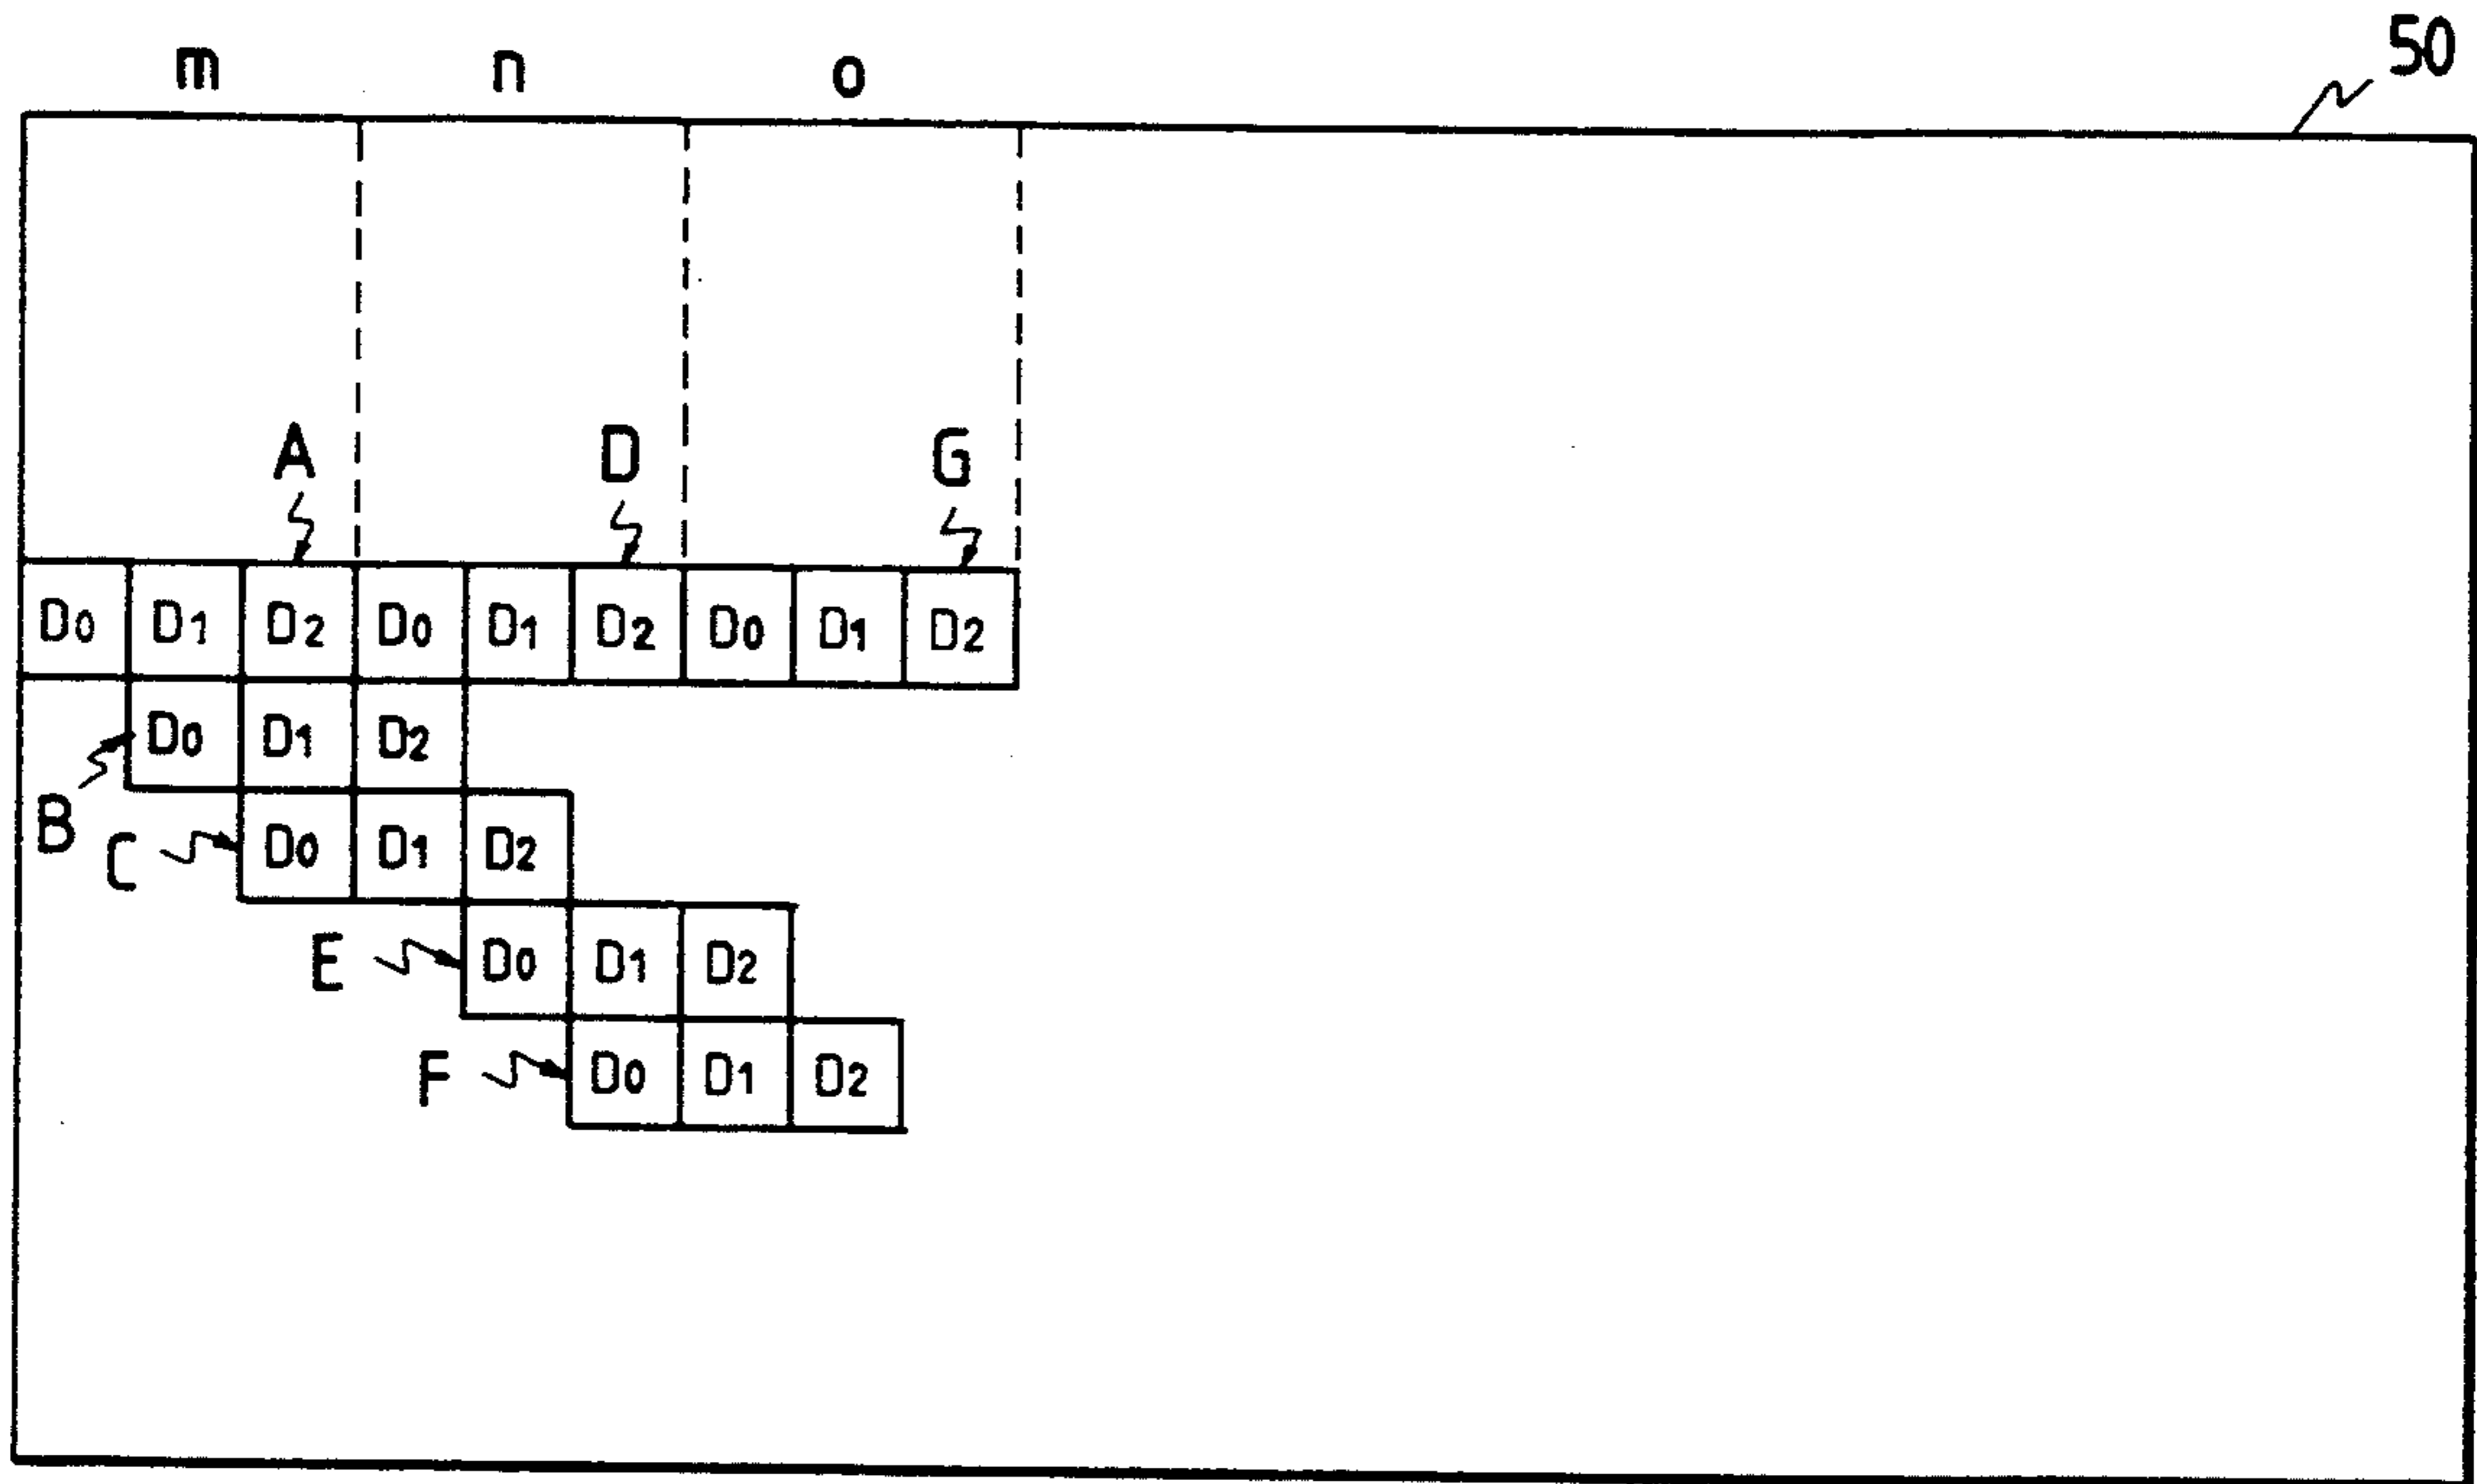 m n o 50
A D G
D0 D1 D2 D0 D1 D2 D0 D1 D2
B D0 D1 D2
C D0 D1 D2
E D0 D1 D2
F D0 D1 D2